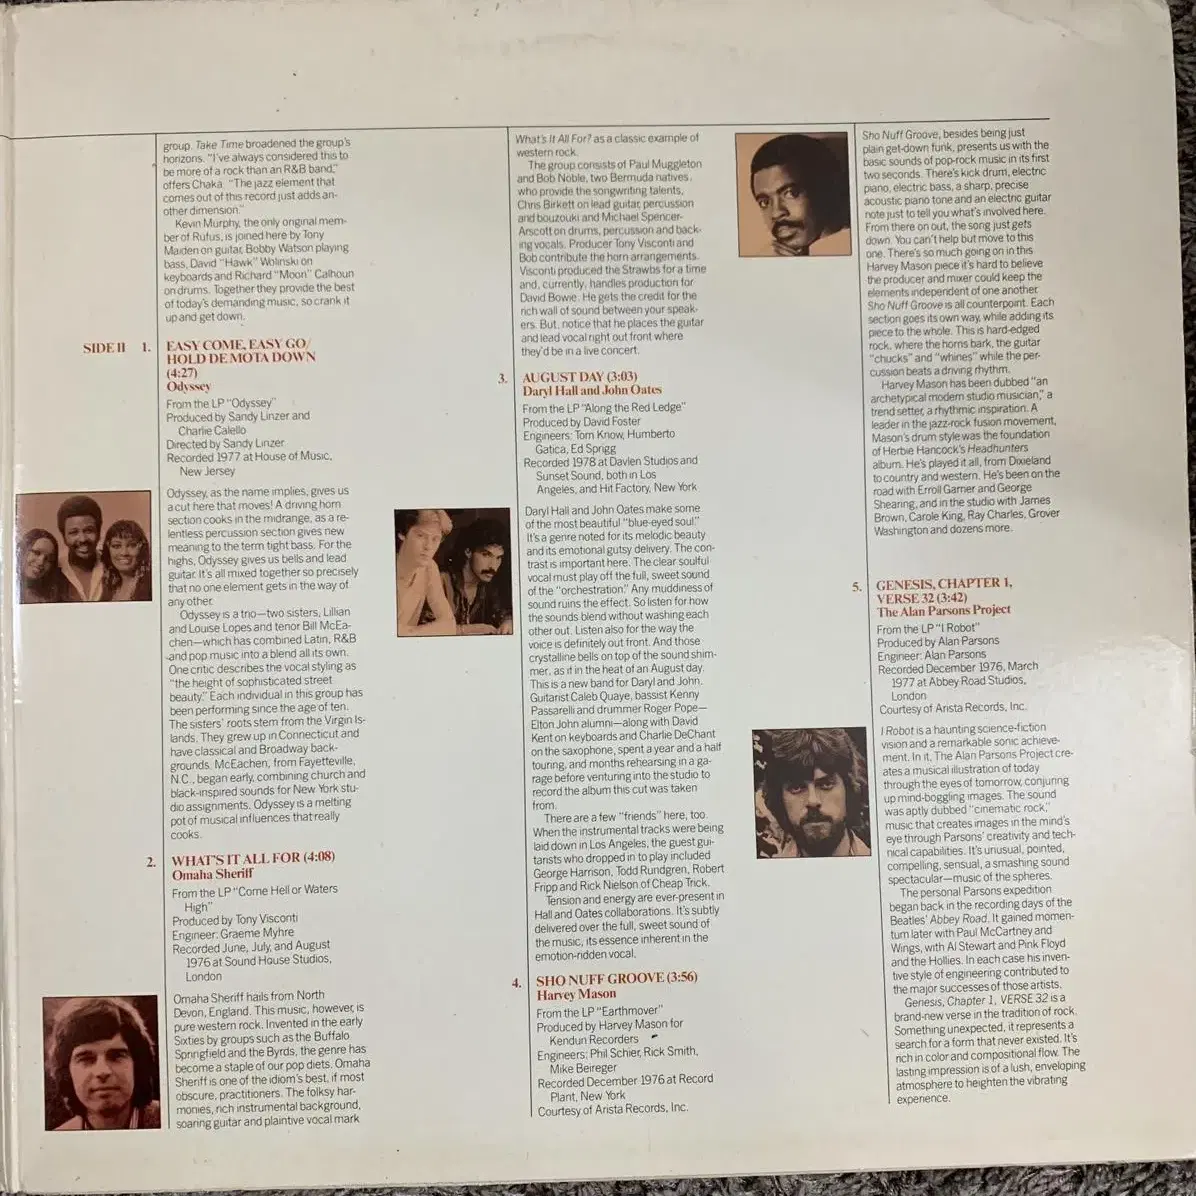 group. Take Time broadened the group's
horizons. "I've always considered this to
be more of a rock than an R&B band,"
offers Chaka. "The jazz element that
comes out of this record just adds an-
other dimension."
Kevin Murphy, the only original mem-
ber of Rufus, is joined here by Tony
Maiden on guitar, Bobby Watson playing
bass, David "Hawk" Wolinski on
keyboards and Richard "Moon" Calhoun
on drums. Together they provide the best
of today's demanding music, so crank it
up and get down.
SIDE II 1. EASY COME, EASY GO/
HOLD DE MOTA DOWN
(4:27)
Odyssey
From the LP "Odyssey"
Produced by Sandy Linzer and
Charlie Calello
Directed by Sandy Linzer
Recorded 1977 at House of Music,
New Jersey
Odyssey, as the name implies, gives us
a cut here that moves! A driving horn
section cooks in the midrange, as a re-
lentless percussion section gives new
meaning to the term tight bass. For the
highs, Odyssey gives us bells and lead
guitar. It's all mixed together so precisely
that no one element gets in the way of
any other.
Odyssey is a trio—two sisters, Lillian
and Louise Lopes and tenor Bill McEa-
chen—which has combined Latin, R&B
and pop music into a blend all its own.
One critic describes the vocal styling as
"the height of sophisticated street
beauty." Each individual in this group has
been performing since the age of ten.
The sisters' roots stem from the Virgin Is-
lands. They grew up in Connecticut and
have classical and Broadway back-
grounds. McEachen, from Fayetteville,
N.C., began early, combining church and
black-inspired sounds for New York stu-
dio assignments. Odyssey is a melting
pot of musical influences that really
cooks.
2. WHAT'S IT ALL FOR (4:08)
Omaha Sheriff
From the LP "Come Hell or Waters
High"
Produced by Tony Visconti
Engineer: Graeme Myhre
Recorded June, July, and August
1976 at Sound House Studios,
London
Omaha Sheriff hails from North
Devon, England. This music, however, is
pure western rock. Invented in the early
Sixties by groups such as the Buffalo
Springfield and the Byrds, the genre has
become a staple of our pop diets. Omaha
Sheriff is one of the idiom's best, if most
obscure, practitioners. The folksy har-
monies, rich instrumental background,
soaring guitar and plaintive vocal mark
What's It All For? as a classic example of
western rock.
The group consists of Paul Muggleton
and Bob Noble, two Bermuda natives,
who provide the songwriting talents,
Chris Birkett on lead guitar, percussion
and bouzouki and Michael Spencer-
Arscott on drums, percussion and back-
ing vocals. Producer Tony Visconti and
Bob contribute the horn arrangements.
Visconti produced the Strawbs for a time
and, currently, handles production for
David Bowie. He gets the credit for the
rich wall of sound between your speak-
ers. But, notice that he places the guitar
and lead vocal right out front where
they'd be in a live concert.
3. AUGUST DAY (3:03)
Daryl Hall and John Oates
From the LP "Along the Red Ledge"
Produced by David Foster
Engineers: Tom Know, Humberto
Gatica, Ed Sprigg
Recorded 1978 at Davlen Studios and
Sunset Sound, both in Los
Angeles, and Hit Factory, New York
Daryl Hall and John Oates make some
of the most beautiful "blue-eyed soul."
It's a genre noted for its melodic beauty
and its emotional gutsy delivery. The con-
trast is important here. The clear soulful
vocal must play off the full, sweet sound
of the "orchestration." Any muddiness of
sound ruins the effect. So listen for how
the sounds blend without washing each
other out. Listen also for the way the
voice is definitely out front. And those
crystalline bells on top of the sound shim-
mer, as if in the heat of an August day.
This is a new band for Daryl and John.
Guitarist Caleb Quaye, bassist Kenny
Passarelli and drummer Roger Pope—
Elton John alumni—along with David
Kent on keyboards and Charlie DeChant
on the saxophone, spent a year and a half
touring, and months rehearsing in a ga-
rage before venturing into the studio to
record the album this cut was taken
from.
There are a few "friends" here, too.
When the instrumental tracks were being
laid down in Los Angeles, the guest gui-
tarists who dropped in to play included
George Harrison, Todd Rundgren, Robert
Fripp and Rick Nielson of Cheap Trick.
Tension and energy are ever-present in
Hall and Oates collaborations. It's subtly
delivered over the full, sweet sound of
the music, its essence inherent in the
emotion-ridden vocal.
4. SHO NUFF GROOVE (3:56)
Harvey Mason
From the LP "Earthmover"
Produced by Harvey Mason for
Kendun Recorders
Engineers: Phil Schier, Rick Smith,
Mike Beireger
Recorded December 1976 at Record
Plant, New York
Courtesy of Arista Records, Inc.
Sho Nuff Groove, besides being just
plain get-down funk, presents us with the
basic sounds of pop-rock music in its first
two seconds. There's kick drum, electric
piano, electric bass, a sharp, precise
acoustic piano tone and an electric guitar
note just to tell you what's involved here.
From there on out, the song just gets
down. You can't help but move to this
one. There's so much going on in this
Harvey Mason piece it's hard to believe
the producer and mixer could keep the
elements independent of one another.
Sho Nuff Groove is all counterpoint. Each
section goes its own way, while adding its
piece to the whole. This is hard-edged
rock, where the horns bark, the guitar
"chucks" and "whines" while the per-
cussion beats a driving rhythm.
Harvey Mason has been dubbed "an
archetypical modern studio musician," a
trend setter, a rhythmic inspiration. A
leader in the jazz-rock fusion movement,
Mason's drum style was the foundation
of Herbie Hancock's Headhunters
album. He's played it all, from Dixieland
to country and western. He's been on the
road with Erroll Garner and George
Shearing, and in the studio with James
Brown, Carole King, Ray Charles, Grover
Washington and dozens more.
5. GENESIS, CHAPTER 1,
VERSE 32 (3:42)
The Alan Parsons Project
From the LP "I Robot"
Produced by Alan Parsons
Engineer: Alan Parsons
Recorded December 1976, March
1977 at Abbey Road Studios,
London
Courtesy of Arista Records, Inc.
I Robot is a haunting science-fiction
vision and a remarkable sonic achieve-
ment. In it, The Alan Parsons Project cre-
ates a musical illustration of today
through the eyes of tomorrow, conjuring
up mind-boggling images. The sound
was aptly dubbed "cinematic rock,"
music that creates images in the mind's
eye through Parsons' creativity and tech-
nical capabilities. It's unusual, pointed,
compelling, sensual, a smashing sound
spectacular—music of the spheres.
The personal Parsons expedition
began back in the recording days of the
Beatles' Abbey Road. It gained momen-
tum later with Paul McCartney and
Wings, with Al Stewart and Pink Floyd
and the Hollies. In each case his inven-
tive style of engineering contributed to
the major successes of those artists.
Genesis, Chapter 1, VERSE 32 is a
brand-new verse in the tradition of rock.
Something unexpected, it represents a
search for a form that never existed. It's
rich in color and compositional flow. The
lasting impression is of a lush, enveloping
atmosphere to heighten the vibrating
experience.